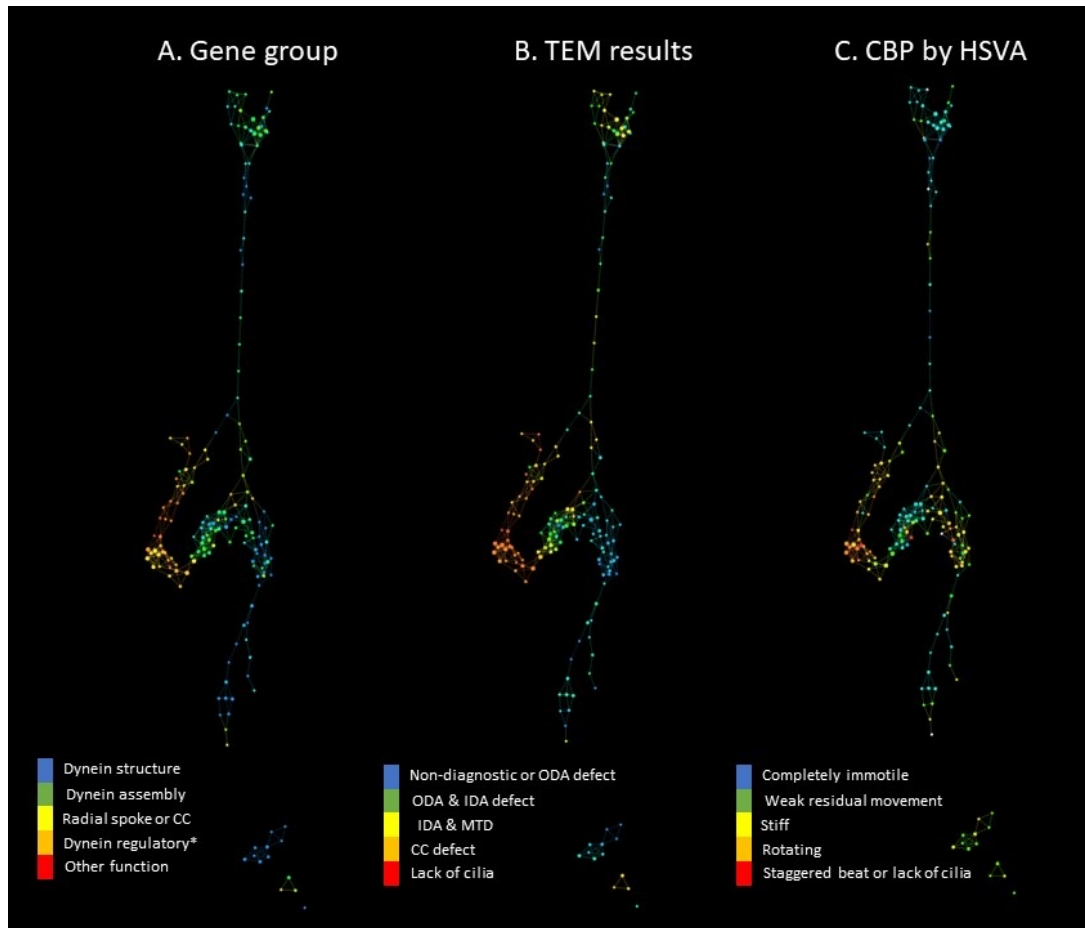 A. Gene group
B. TEM results
C. CBP by HSVA
Dynein structure
Dynein assembly
Radial spoke or CC
Dynein regulatory*
Other function
Non-diagnostic or ODA defect
ODA & IDA defect
IDA & MTD
CC defect
Lack of cilia
Completely immotile
Weak residual movement
Stiff
Rotating
Staggered beat or lack of cilia